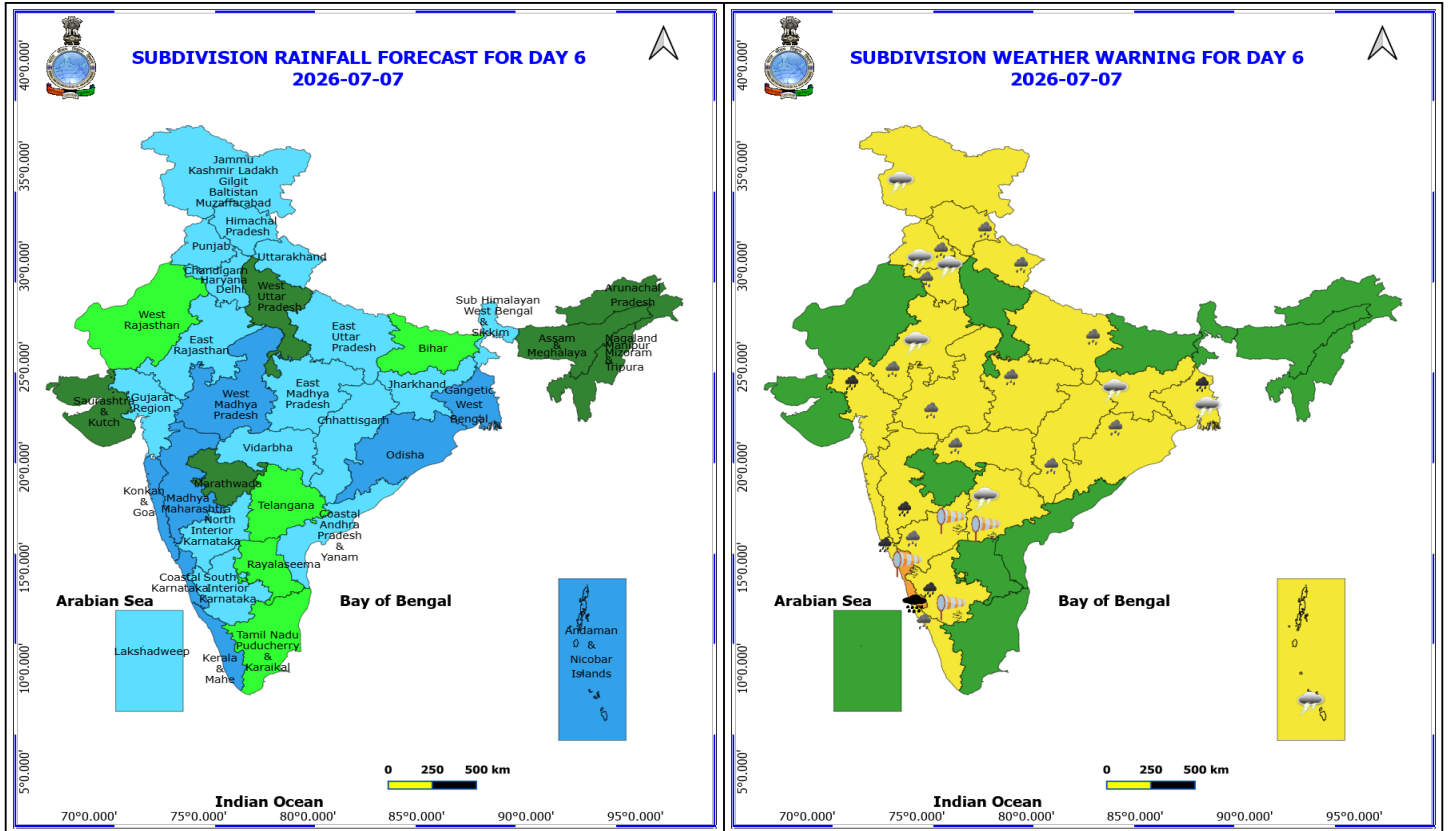 SUBDIVISION RAINFALL FORECAST FOR DAY 6
2026-07-07
40°0.000'
35°0.000'
30°0.000'
25°0.000'
20°0.000'
15°0.000'
10°0.000'
5°0.000'
Jammu
Kashmir Ladakh
Gilgit
Baltistan
Muzaffarabad
Himachal
Pradesh
Punjab
Uttarakhand
Chandigarh
Haryana
Delhi
West
Uttar
Pradesh
West
Rajasthan
East
Rajasthan
East
Uttar
Pradesh
Bihar
Sub Himalayan
West Bengal
&
Sikkim
Arunachal
Pradesh
Assam
&
Meghalaya
Nagaland
Manipur
Mizoram
&
Tripura
Saurashtra
&
Kutch
Gujarat
Region
West
Madhya
Pradesh
East
Madhya
Pradesh
Jharkhand
Gangetic
West
Bengal
Chhattisgarh
Vidarbha
Odisha
Konkan
&
Goa
Madhya
Maharashtra
Marathwada
Telangana
North
Interior
Karnataka
Coastal
Andhra
Pradesh
&
Yanam
Rayalaseema
Coastal
Karnataka
South
Interior
Karnataka
Arabian Sea
Bay of Bengal
Lakshadweep
Kerala
&
Mahe
Tamil Nadu
Puducherry
&
Karaikal
Andaman
&
Nicobar
Islands
0 250 500 km
Indian Ocean
70°0.000' 75°0.000' 80°0.000' 85°0.000' 90°0.000' 95°0.000'
SUBDIVISION WEATHER WARNING FOR DAY 6
2026-07-07
40°0.000'
35°0.000'
30°0.000'
25°0.000'
20°0.000'
15°0.000'
10°0.000'
5°0.000'
Arabian Sea
Bay of Bengal
0 250 500 km
Indian Ocean
70°0.000' 75°0.000' 80°0.000' 85°0.000' 90°0.000' 95°0.000'